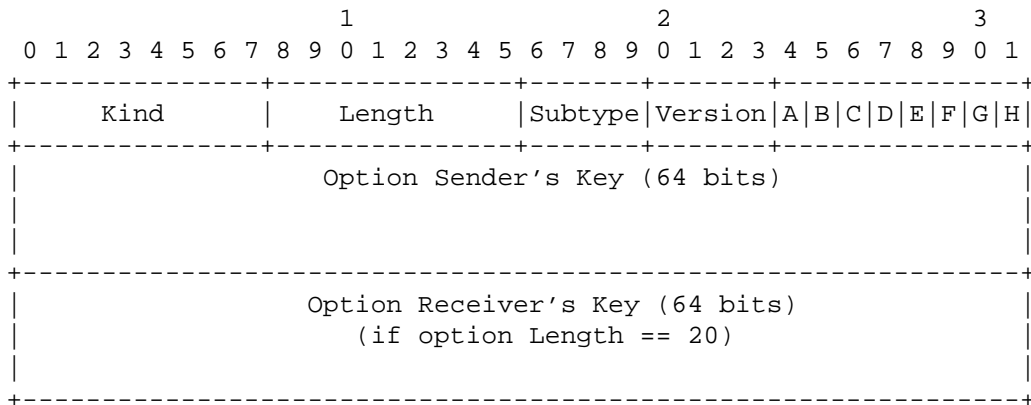 1                   2                   3
 0 1 2 3 4 5 6 7 8 9 0 1 2 3 4 5 6 7 8 9 0 1 2 3 4 5 6 7 8 9 0 1
+---------------+---------------+-------+-------+---------------+
|     Kind      |    Length     |Subtype|Version|A|B|C|D|E|F|G|H|
+---------------+---------------+-------+-------+---------------+
|                   Option Sender’s Key (64 bits)               |
|                                                               |
|                                                               |
+---------------------------------------------------------------+
|                  Option Receiver’s Key (64 bits)              |
|                     (if option Length == 20)                  |
|                                                               |
+---------------------------------------------------------------+